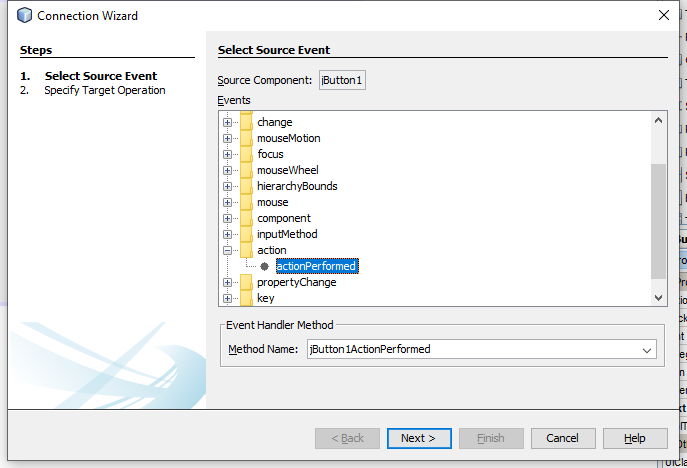 Connection Wizard
Steps
1. Select Source Event
2. Specify Target Operation
Select Source Event
Source Component: jButton1
Events
change
mouseMotion
focus
mouseWheel
hierarchyBounds
mouse
component
inputMethod
action
actionPerformed
propertyChange
key
Event Handler Method
Method Name: jButton1ActionPerformed
< Back Next > Finish Cancel Help